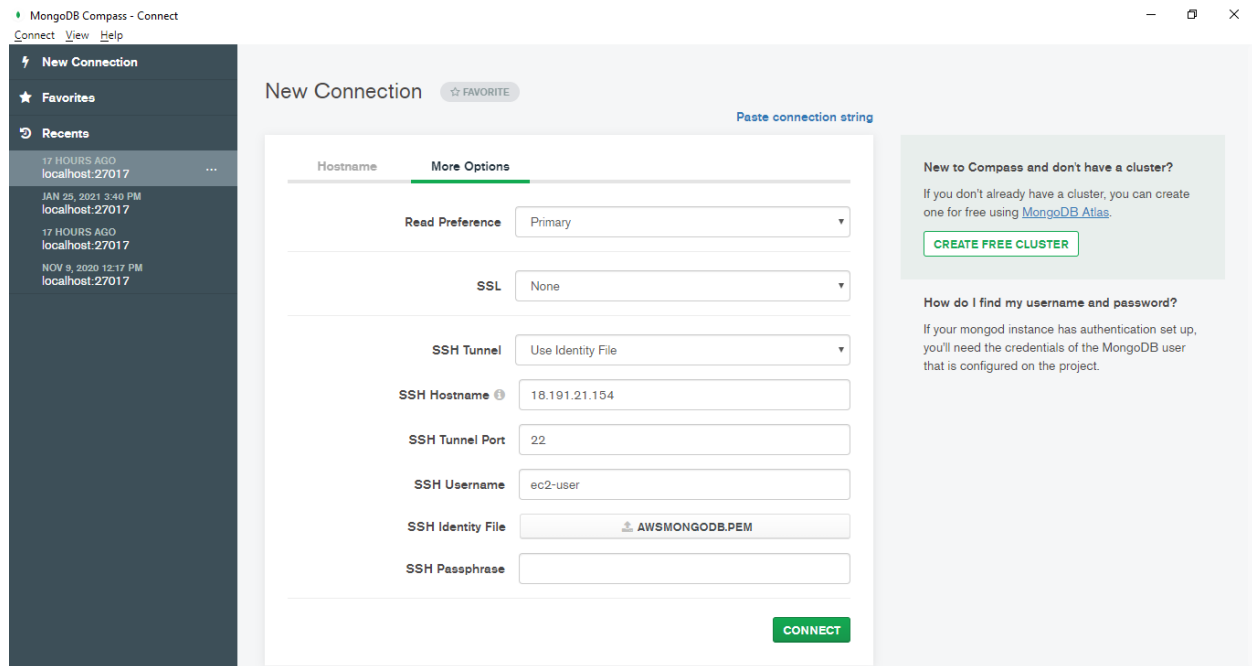 MongoDB Compass - Connect
Connect View Help
New Connection
Favorites
Recents
17 HOURS AGO
localhost:27017
...
JAN 25, 2021 3:40 PM
localhost:27017
17 HOURS AGO
localhost:27017
NOV 9, 2020 12:17 PM
localhost:27017
New Connection
FAVORITE
Paste connection string
Hostname
More Options
Read Preference
Primary
SSL
None
SSH Tunnel
Use Identity File
SSH Hostname
18.191.21.154
SSH Tunnel Port
22
SSH Username
ec2-user
SSH Identity File
AWSMONGODB.PEM
SSH Passphrase
CONNECT
New to Compass and don't have a cluster?
If you don't already have a cluster, you can create
one for free using MongoDB Atlas.
CREATE FREE CLUSTER
How do I find my username and password?
If your mongod instance has authentication set up,
you'll need the credentials of the MongoDB user
that is configured on the project.